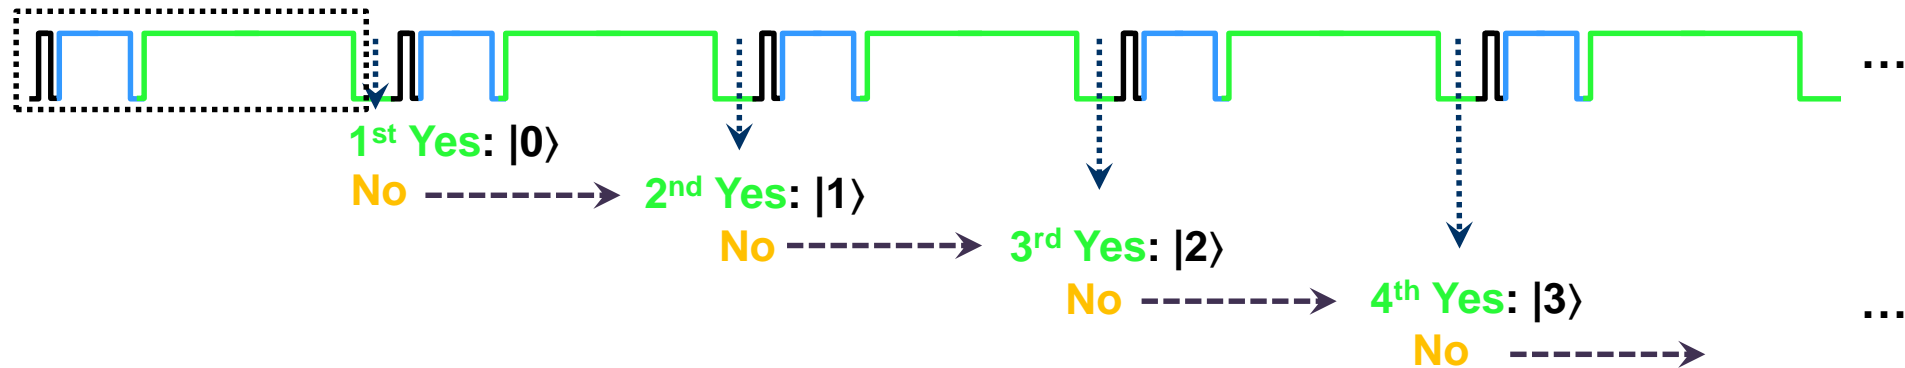 …
1st Yes: |0⟩
No
2nd Yes: |1⟩
No
3rd Yes: |2⟩
No
4th Yes: |3⟩
…
No